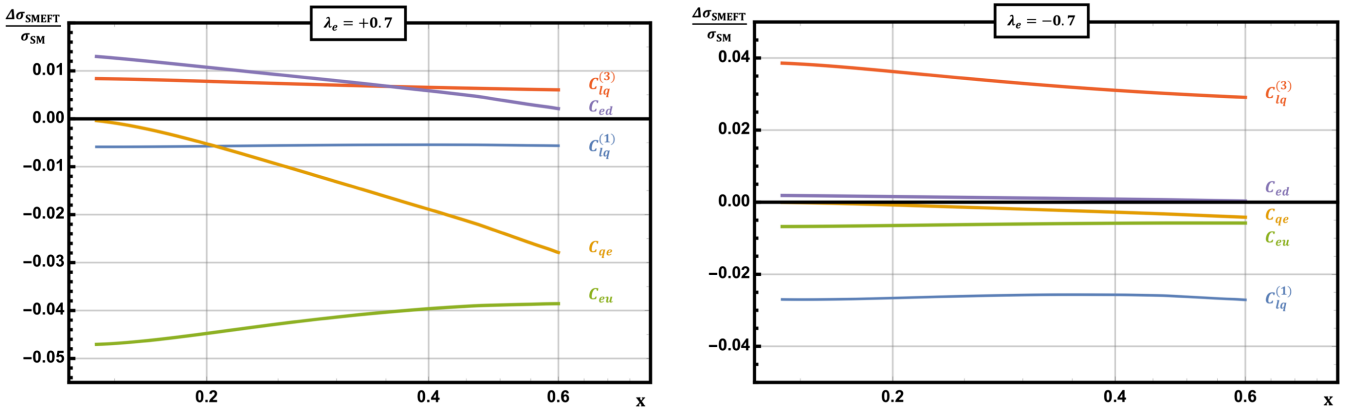 Δσ_SMEFT / σ_SM
λ_e = +0.7
0.01
0.00
−0.01
−0.02
−0.03
−0.04
−0.05
C_lq^(3)
C_ed
C_lq^(1)
C_qe
C_eu
0.2
0.4
0.6
x
Δσ_SMEFT / σ_SM
λ_e = −0.7
0.04
0.02
0.00
−0.02
−0.04
C_lq^(3)
C_ed
C_qe
C_eu
C_lq^(1)
0.2
0.4
0.6
x